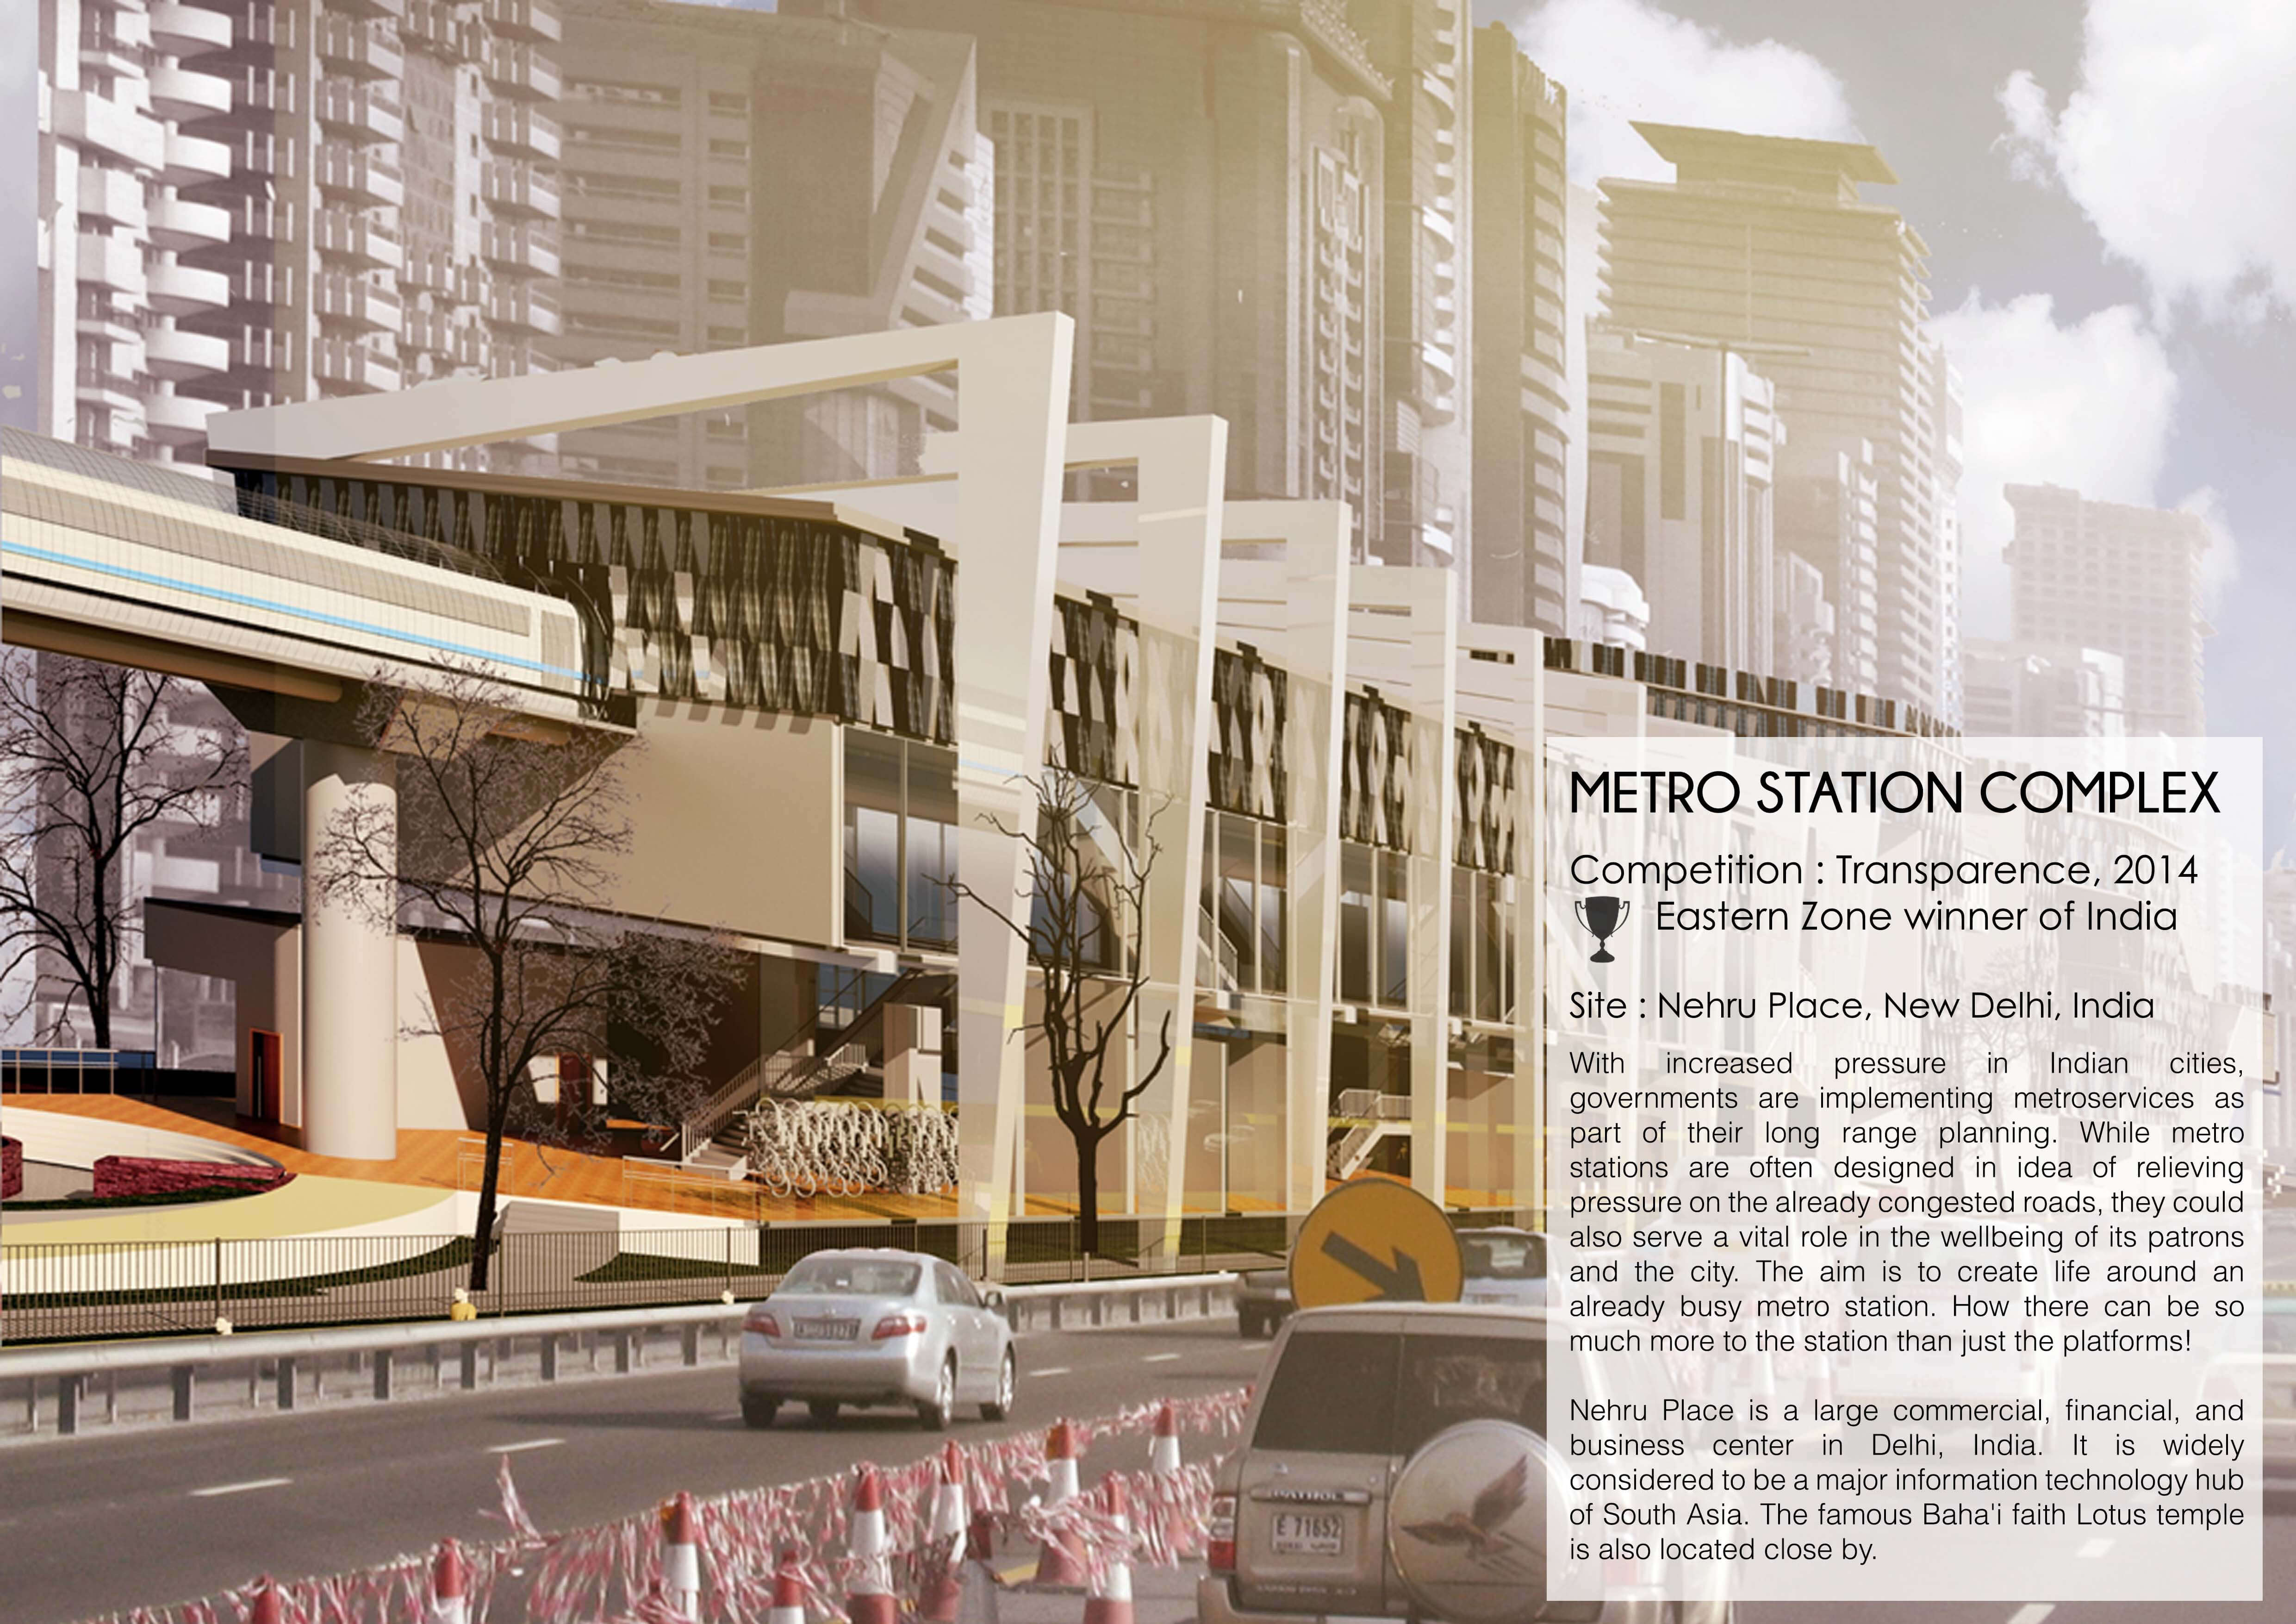 METRO STATION COMPLEX
Competition : Transparence, 2014
Eastern Zone winner of India
Site : Nehru Place, New Delhi, India
With increased pressure in Indian cities,
governments are implementing metroservices as
part of their long range planning. While metro
stations are often designed in idea of relieving
pressure on the already congested roads, they could
also serve a vital role in the wellbeing of its patrons
and the city. The aim is to create life around an
already busy metro station. How there can be so
much more to the station than just the platforms!
Nehru Place is a large commercial, financial, and
business center in Delhi, India. It is widely
considered to be a major information technology hub
of South Asia. The famous Baha'i faith Lotus temple
is also located close by.
PATROL
E 71652